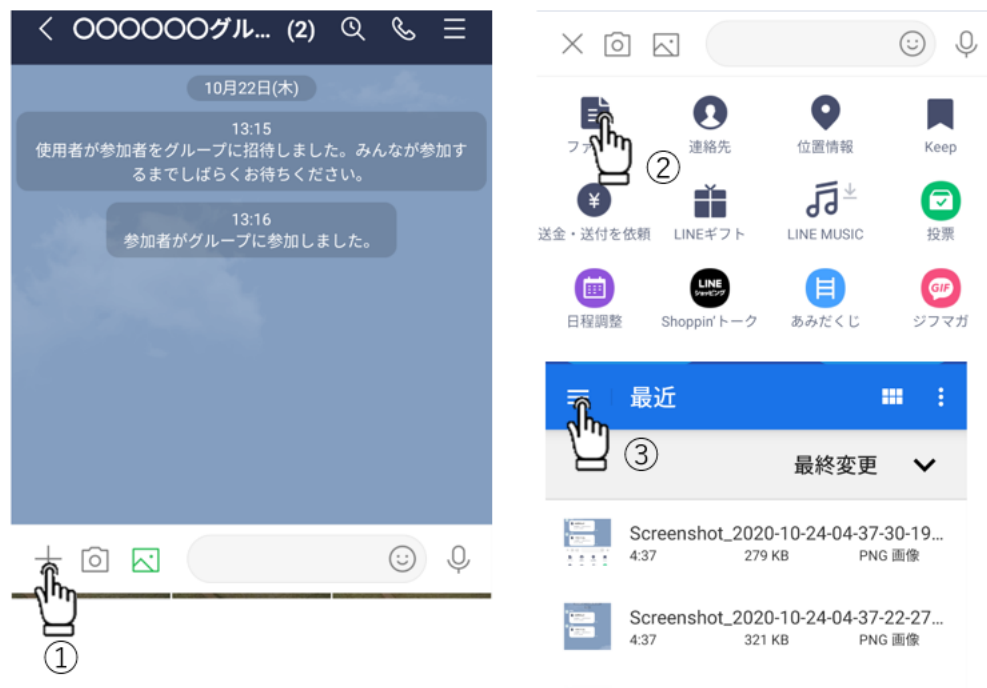 〇〇〇〇〇〇グル... (2)
10月22日(木)
13:15
使用者が参加者をグループに招待しました。みんなが参加す
るまでしばらくお待ちください。
13:16
参加者がグループに参加しました。
①
連絡先
位置情報
Keep
②
¥
送金・送付を依頼
LINEギフト
LINE MUSIC
投票
LINE
ショッピング
GIF
日程調整
Shoppin'トーク
あみだくじ
ジフマガ
最近
③
最終変更
Screenshot_2020-10-24-04-37-30-19...
4:37 279 KB PNG 画像
Screenshot_2020-10-24-04-37-22-27...
4:37 321 KB PNG 画像